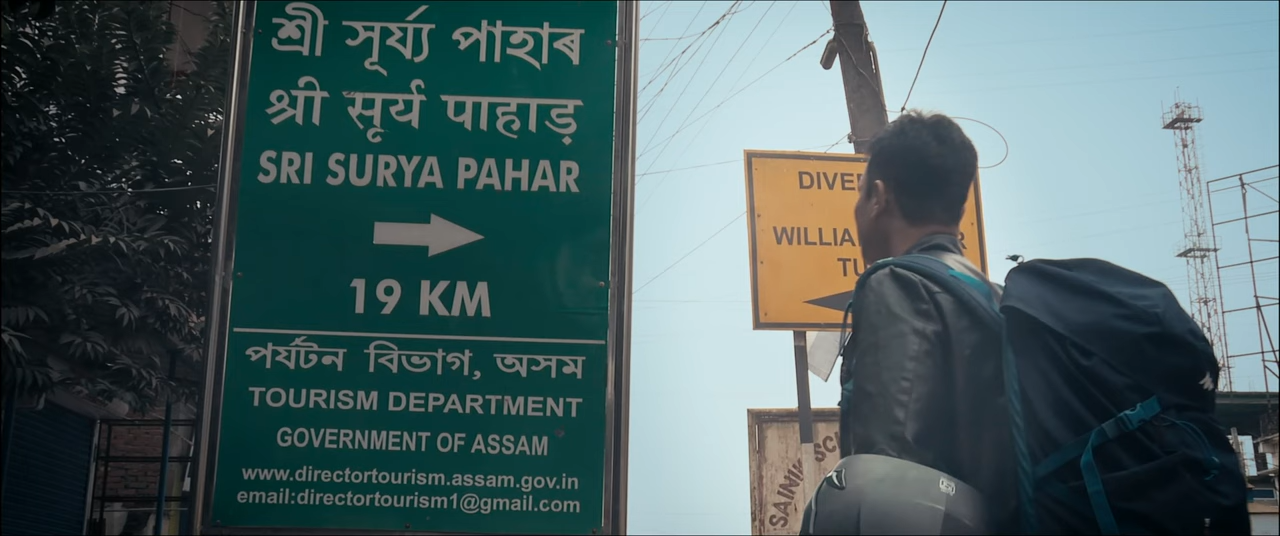 শ্ৰী সূৰ্য্য পাহাৰ
श्री सूर्य पाहाड़
SRI SURYA PAHAR
19 KM
পৰ্যটন বিভাগ, অসম
TOURISM DEPARTMENT
GOVERNMENT OF ASSAM
www.directortourism.assam.gov.in
email:directortourism1@gmail.com
SAINIK